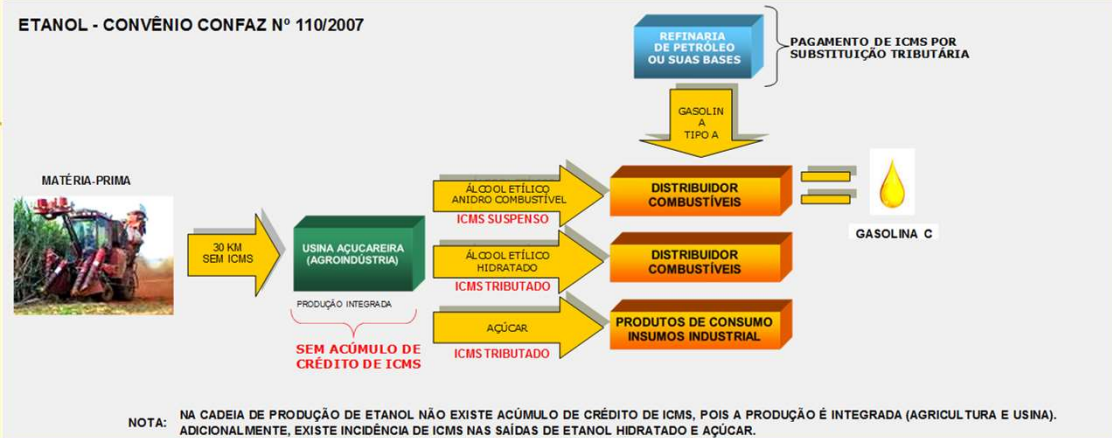 ETANOL - CONVÊNIO CONFAZ Nº 110/2007
REFINARIA
DE PETRÓLEO
OU SUAS BASES
PAGAMENTO DE ICMS POR
SUBSTITUIÇÃO TRIBUTÁRIA
GASOLIN
A
TIPO A
MATÉRIA-PRIMA
30 KM
SEM ICMS
USINA AÇUCAREIRA
(AGROINDÚSTRIA)
PRODUÇÃO INTEGRADA
SEM ACÚMULO DE
CRÉDITO DE ICMS
ÁLCOOL ETÍLICO
ANIDRO COMBUSTÍVEL
ICMS SUSPENSO
DISTRIBUIDOR
COMBUSTÍVEIS
GASOLINA C
ÁLCOOL ETÍLICO
HIDRATADO
ICMS TRIBUTADO
DISTRIBUIDOR
COMBUSTÍVEIS
AÇÚCAR
ICMS TRIBUTADO
PRODUTOS DE CONSUMO
INSUMOS INDUSTRIAL
NOTA: NA CADEIA DE PRODUÇÃO DE ETANOL NÃO EXISTE ACÚMULO DE CRÉDITO DE ICMS, POIS A PRODUÇÃO É INTEGRADA (AGRICULTURA E USINA).
ADICIONALMENTE, EXISTE INCIDÊNCIA DE ICMS NAS SAÍDAS DE ETANOL HIDRATADO E AÇÚCAR.